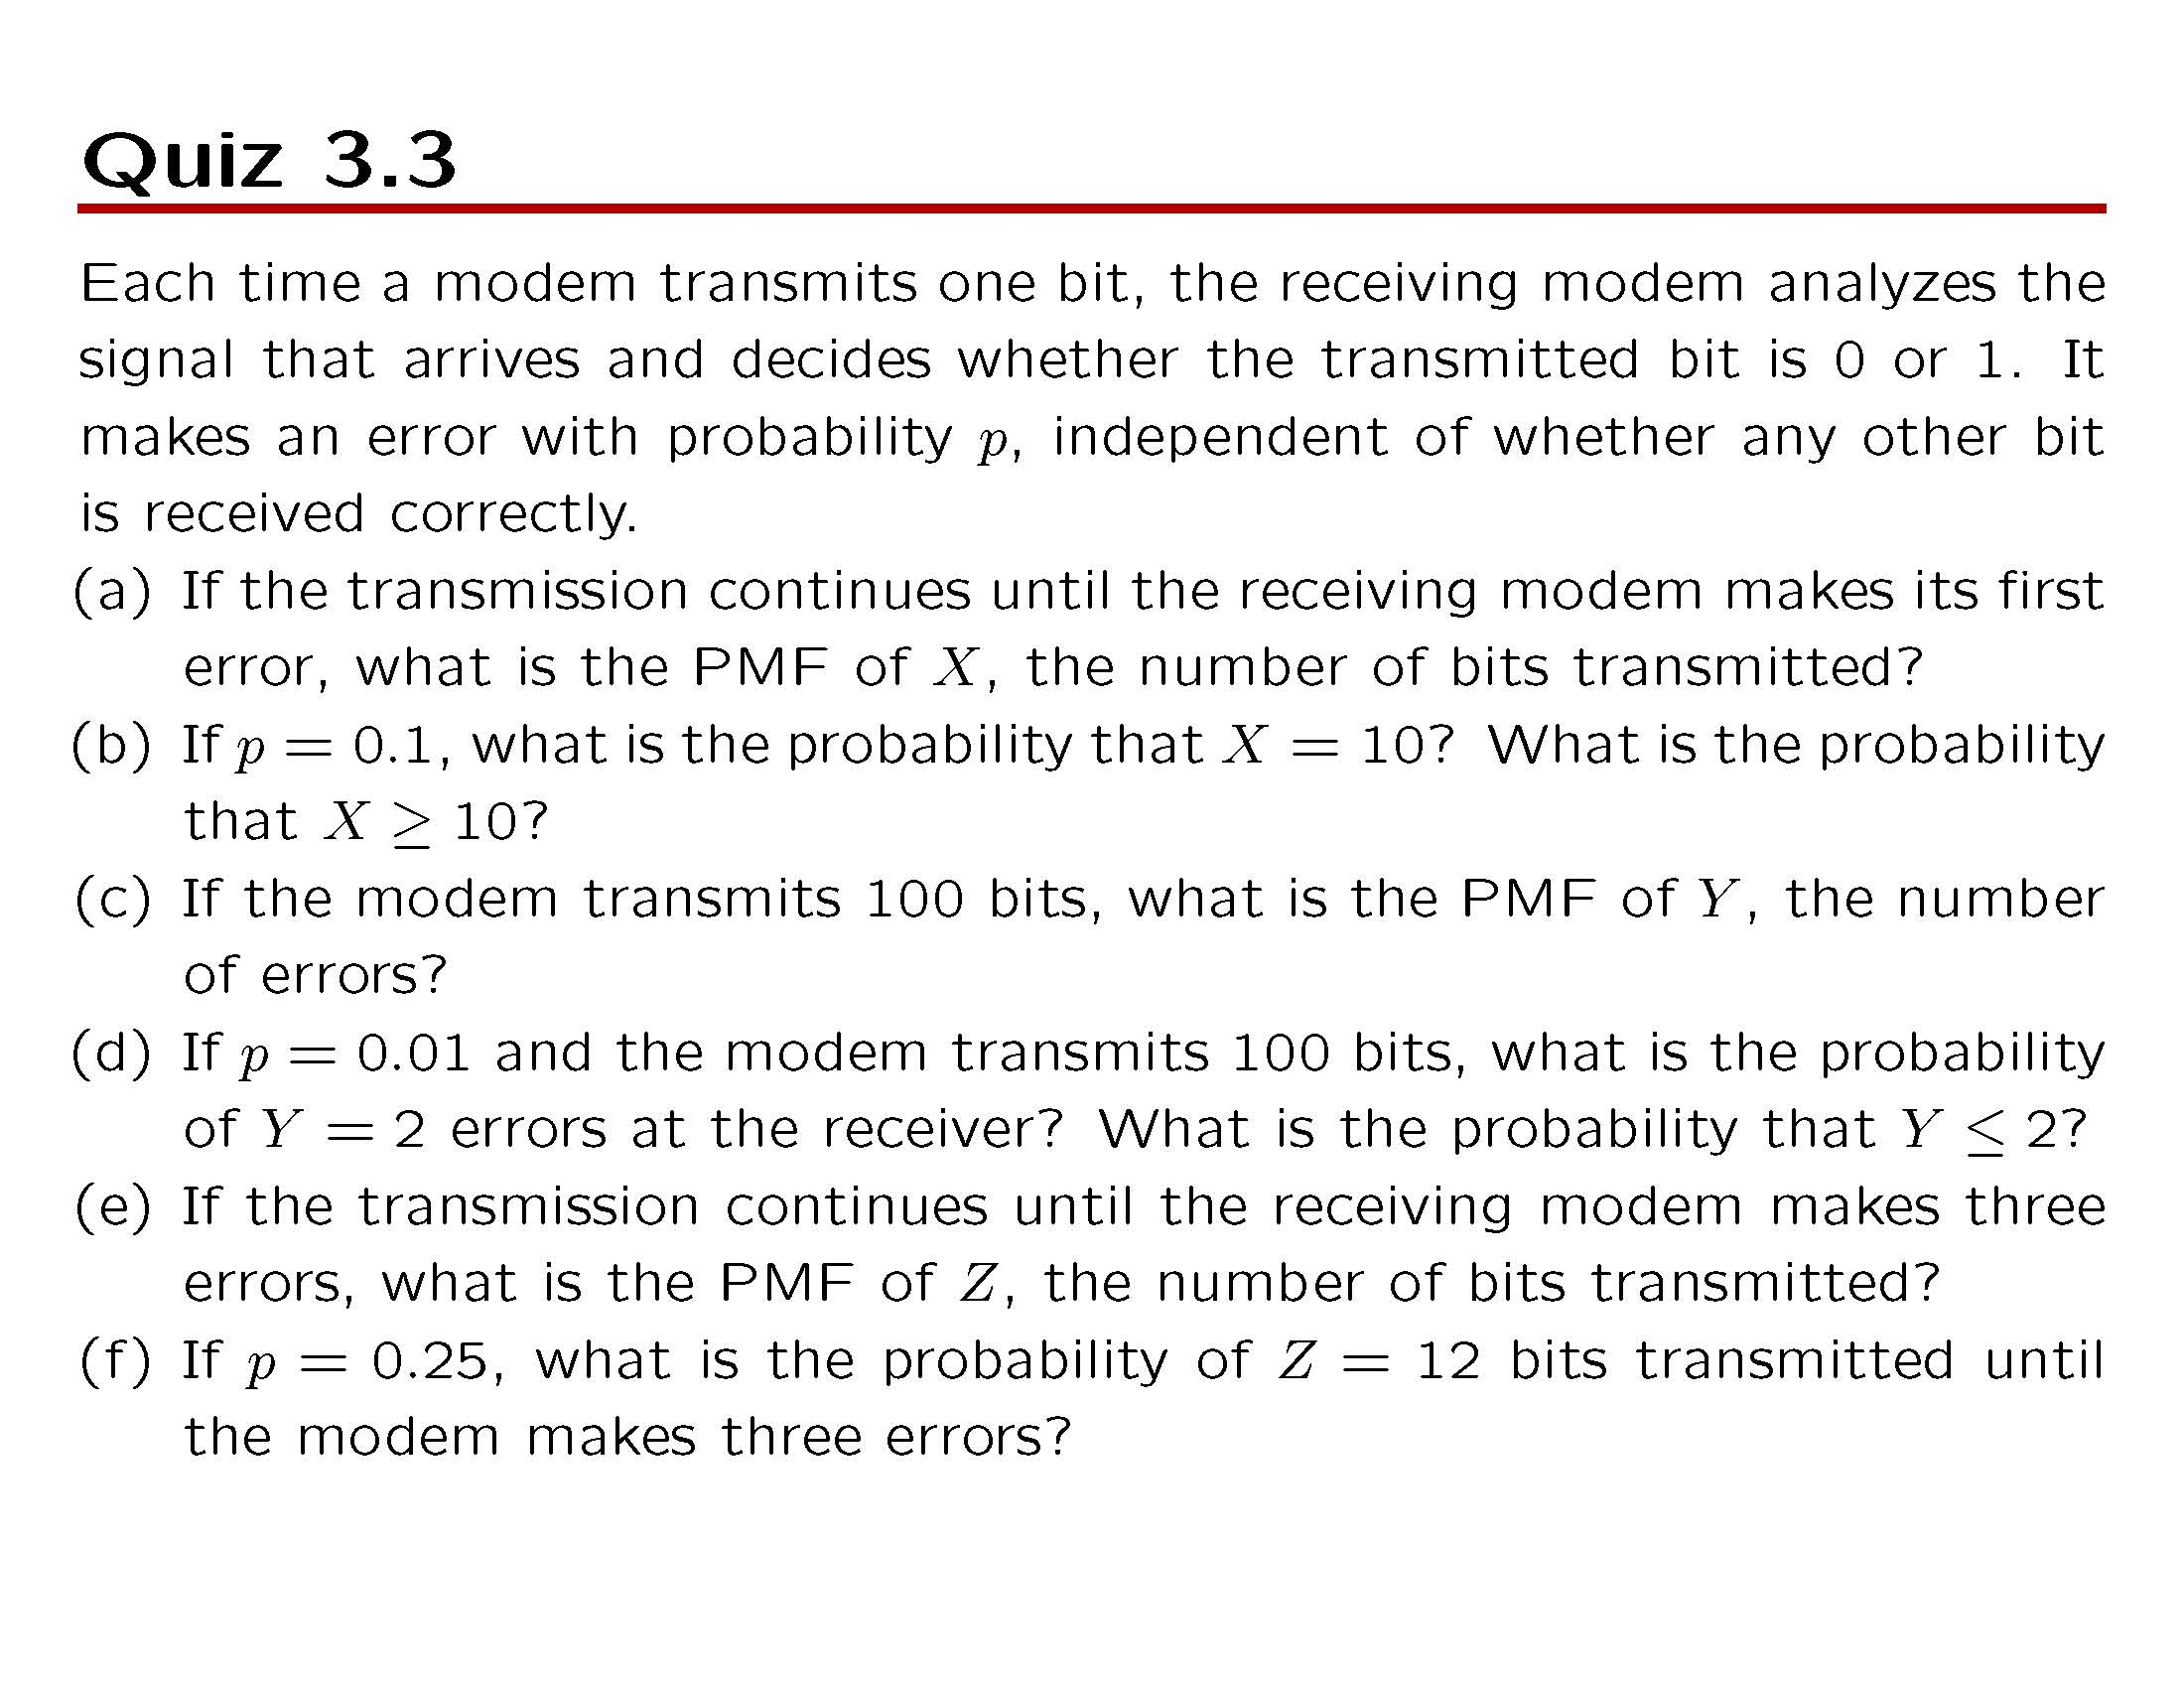 Quiz 3.3
Each time a modem transmits one bit, the receiving modem analyzes the
signal that arrives and decides whether the transmitted bit is 0 or 1. It
makes an error with probability p, independent of whether any other bit
is received correctly.
(a) If the transmission continues until the receiving modem makes its first
error, what is the PMF of X, the number of bits transmitted?
(b) If p = 0.1, what is the probability that X = 10? What is the probability
that X ≥ 10?
(c) If the modem transmits 100 bits, what is the PMF of Y, the number
of errors?
(d) If p = 0.01 and the modem transmits 100 bits, what is the probability
of Y = 2 errors at the receiver? What is the probability that Y ≤ 2?
(e) If the transmission continues until the receiving modem makes three
errors, what is the PMF of Z, the number of bits transmitted?
(f) If p = 0.25, what is the probability of Z = 12 bits transmitted until
the modem makes three errors?